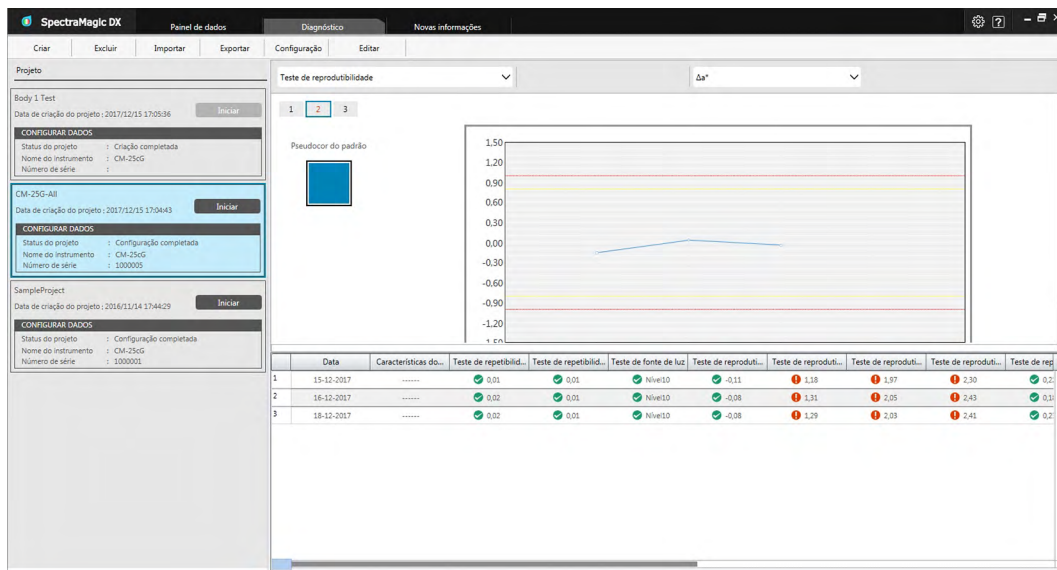 SpectraMagic DX
Painel de dados
Diagnóstico
Novas informações
Criar
Excluir
Importar
Exportar
Configuração
Editar
Projeto
Body 1 Test
Data de criação do projeto : 2017/12/15 17:05:36
Iniciar
CONFIGURAR DADOS
Status do projeto : Criação completada
Nome do instrumento : CM-25cG
Número de série :
CM-25G-All
Data de criação do projeto : 2017/12/15 17:04:43
Iniciar
CONFIGURAR DADOS
Status do projeto : Configuração completada
Nome do instrumento : CM-25cG
Número de série : 1000005
SampleProject
Data de criação do projeto : 2016/11/14 17:44:29
Iniciar
CONFIGURAR DADOS
Status do projeto : Configuração completada
Nome do instrumento : CM-25cG
Número de série : 1000001
Teste de reprodutibilidade
Δa*
1 2 3
Pseudocor do padrão
1,50
1,20
0,90
0,60
0,30
0,00
-0,30
-0,60
-0,90
-1,20
Data Características do... Teste de repetibilid... Teste de repetibilid... Teste de fonte de luz Teste de reproduti... Teste de reproduti... Teste de reproduti... Teste de reproduti... Teste de rep
1 15-12-2017 ------ 0,01 0,01 Nível10 -0,11 1,18 1,97 2,30
2 16-12-2017 ------ 0,02 0,01 Nível10 -0,08 1,31 2,05 2,43
3 18-12-2017 ------ 0,02 0,01 Nível10 -0,08 1,29 2,03 2,41